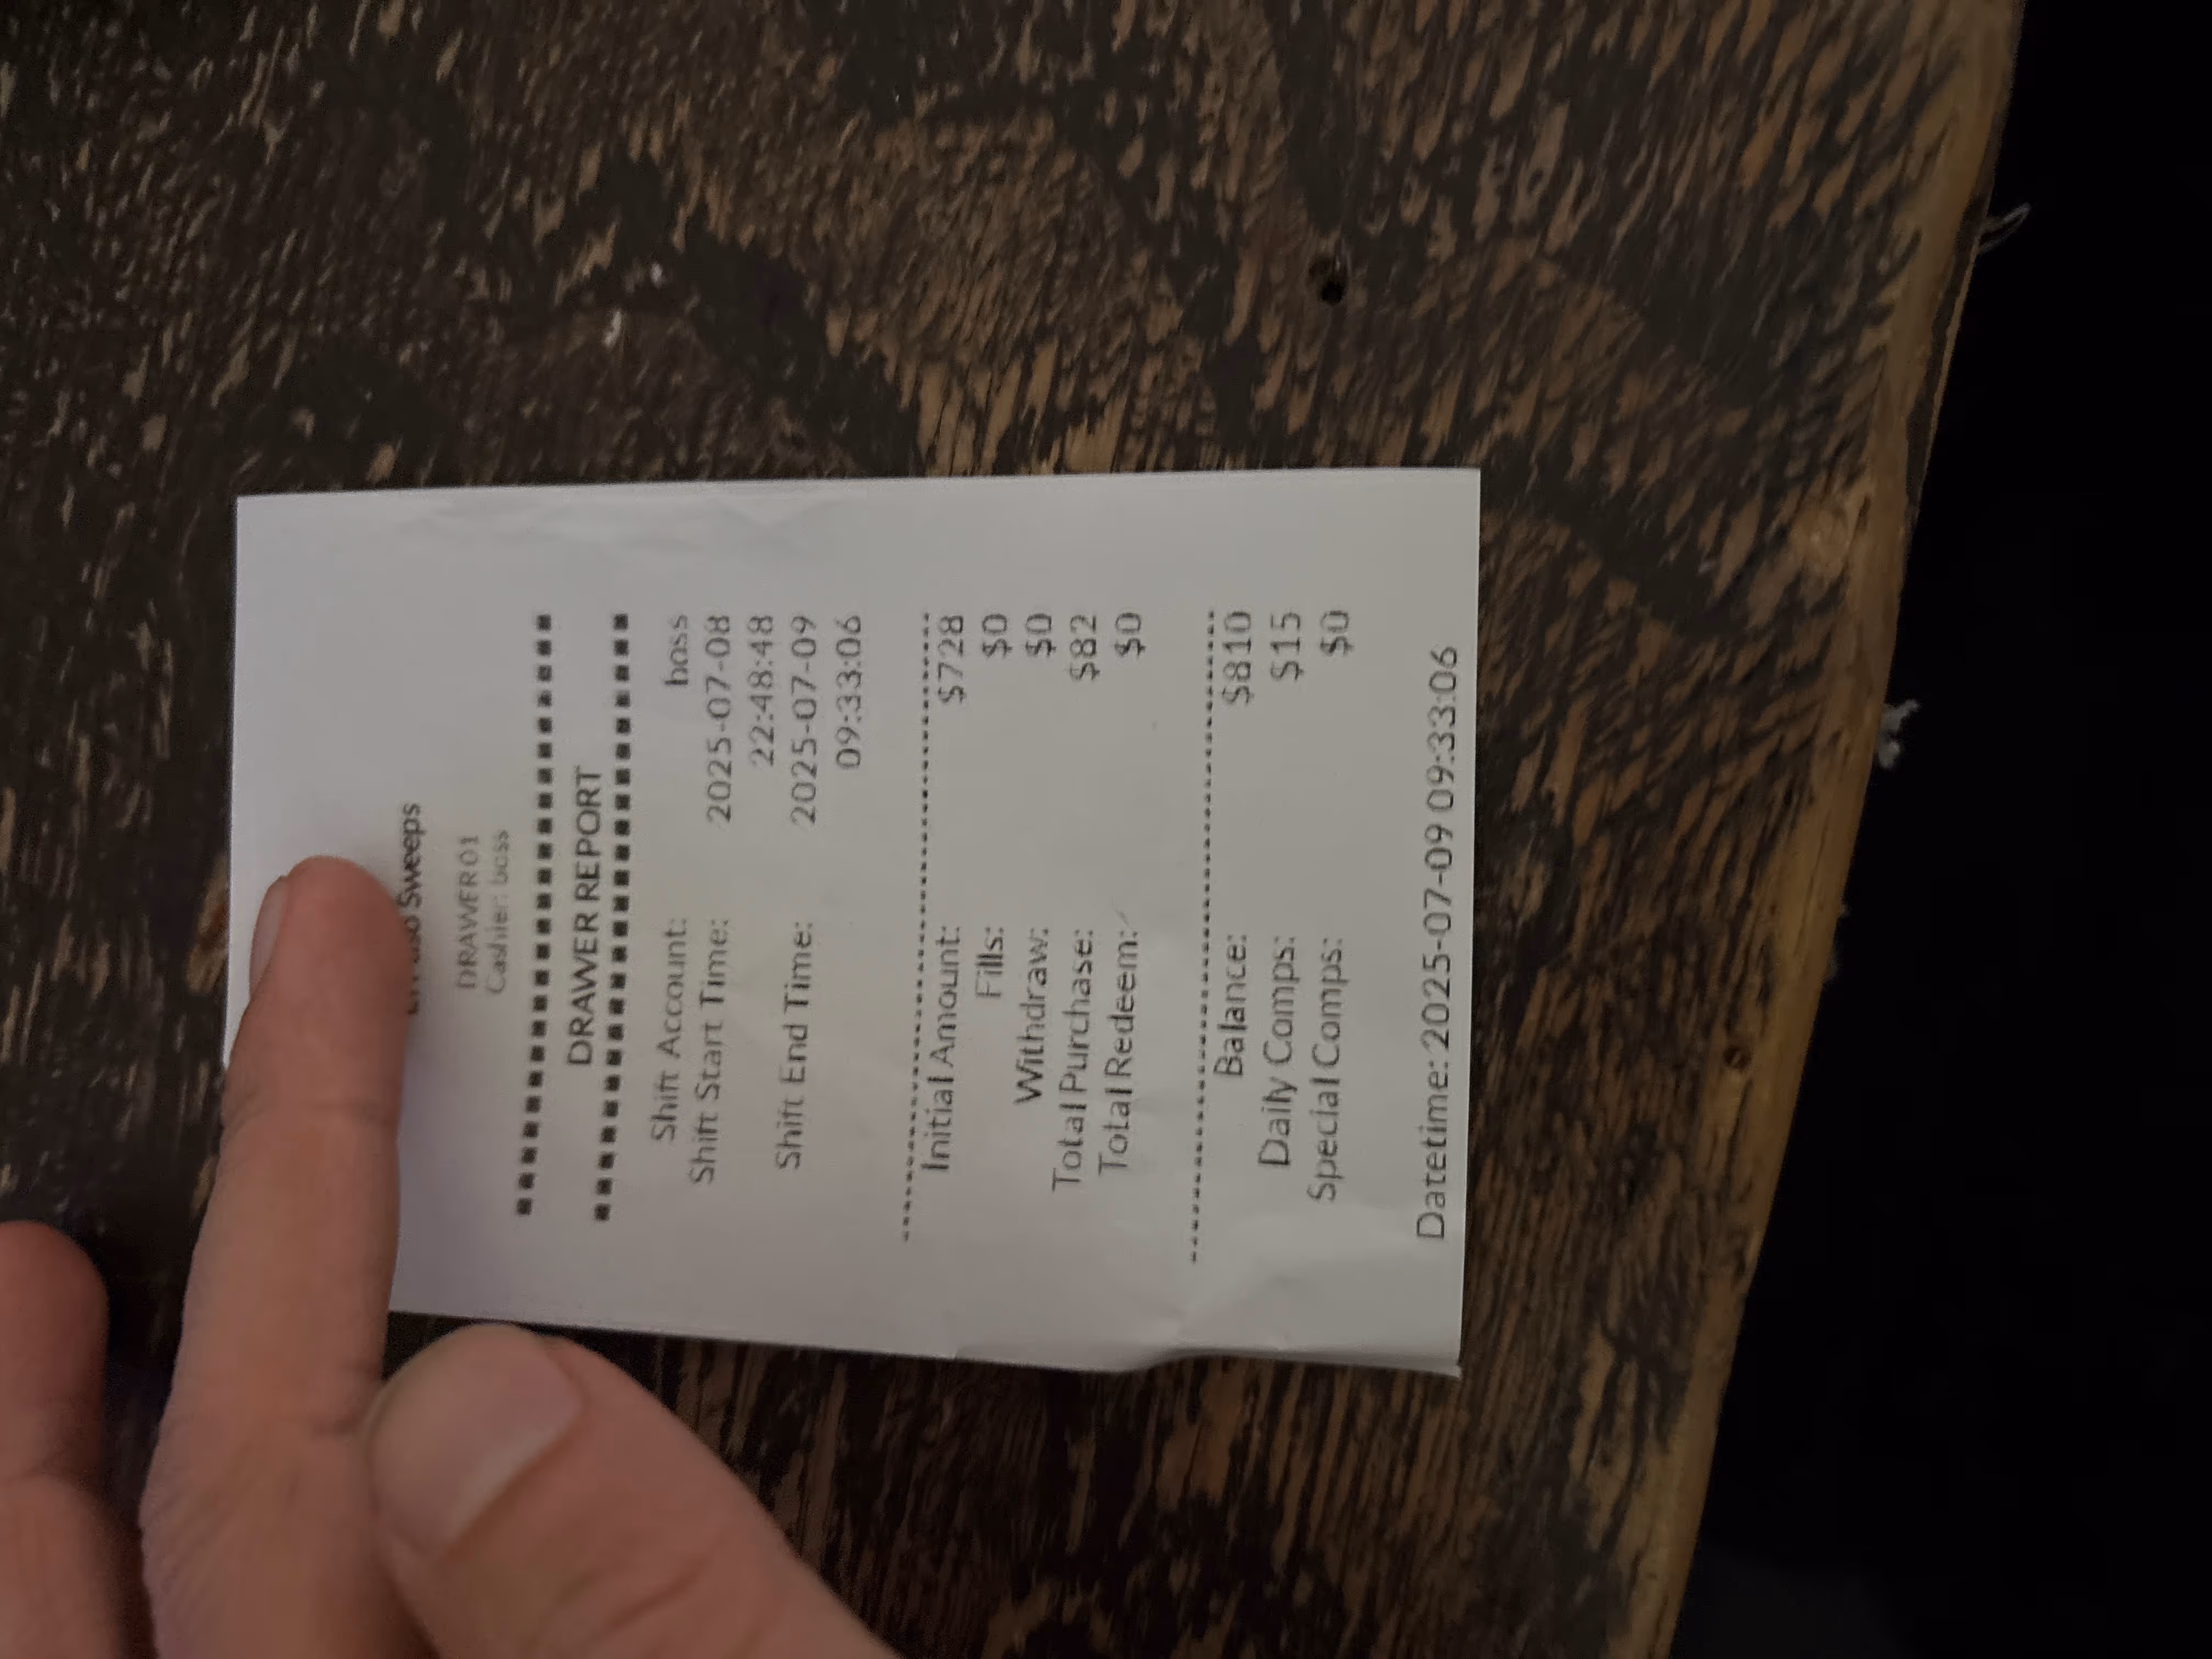 Sweeps
DRAWER01
Cashier: boss
DRAWER REPORT
Shift Account: boss
Shift Start Time: 2025-07-08
22:48:48
Shift End Time: 2025-07-09
09:33:06
Initial Amount: $728
Fills: $0
Withdraw: $0
Total Purchase: $82
Total Redeem: $0
Balance: $810
Daily Comps: $15
Special Comps: $0
Datetime: 2025-07-09 09:33:06